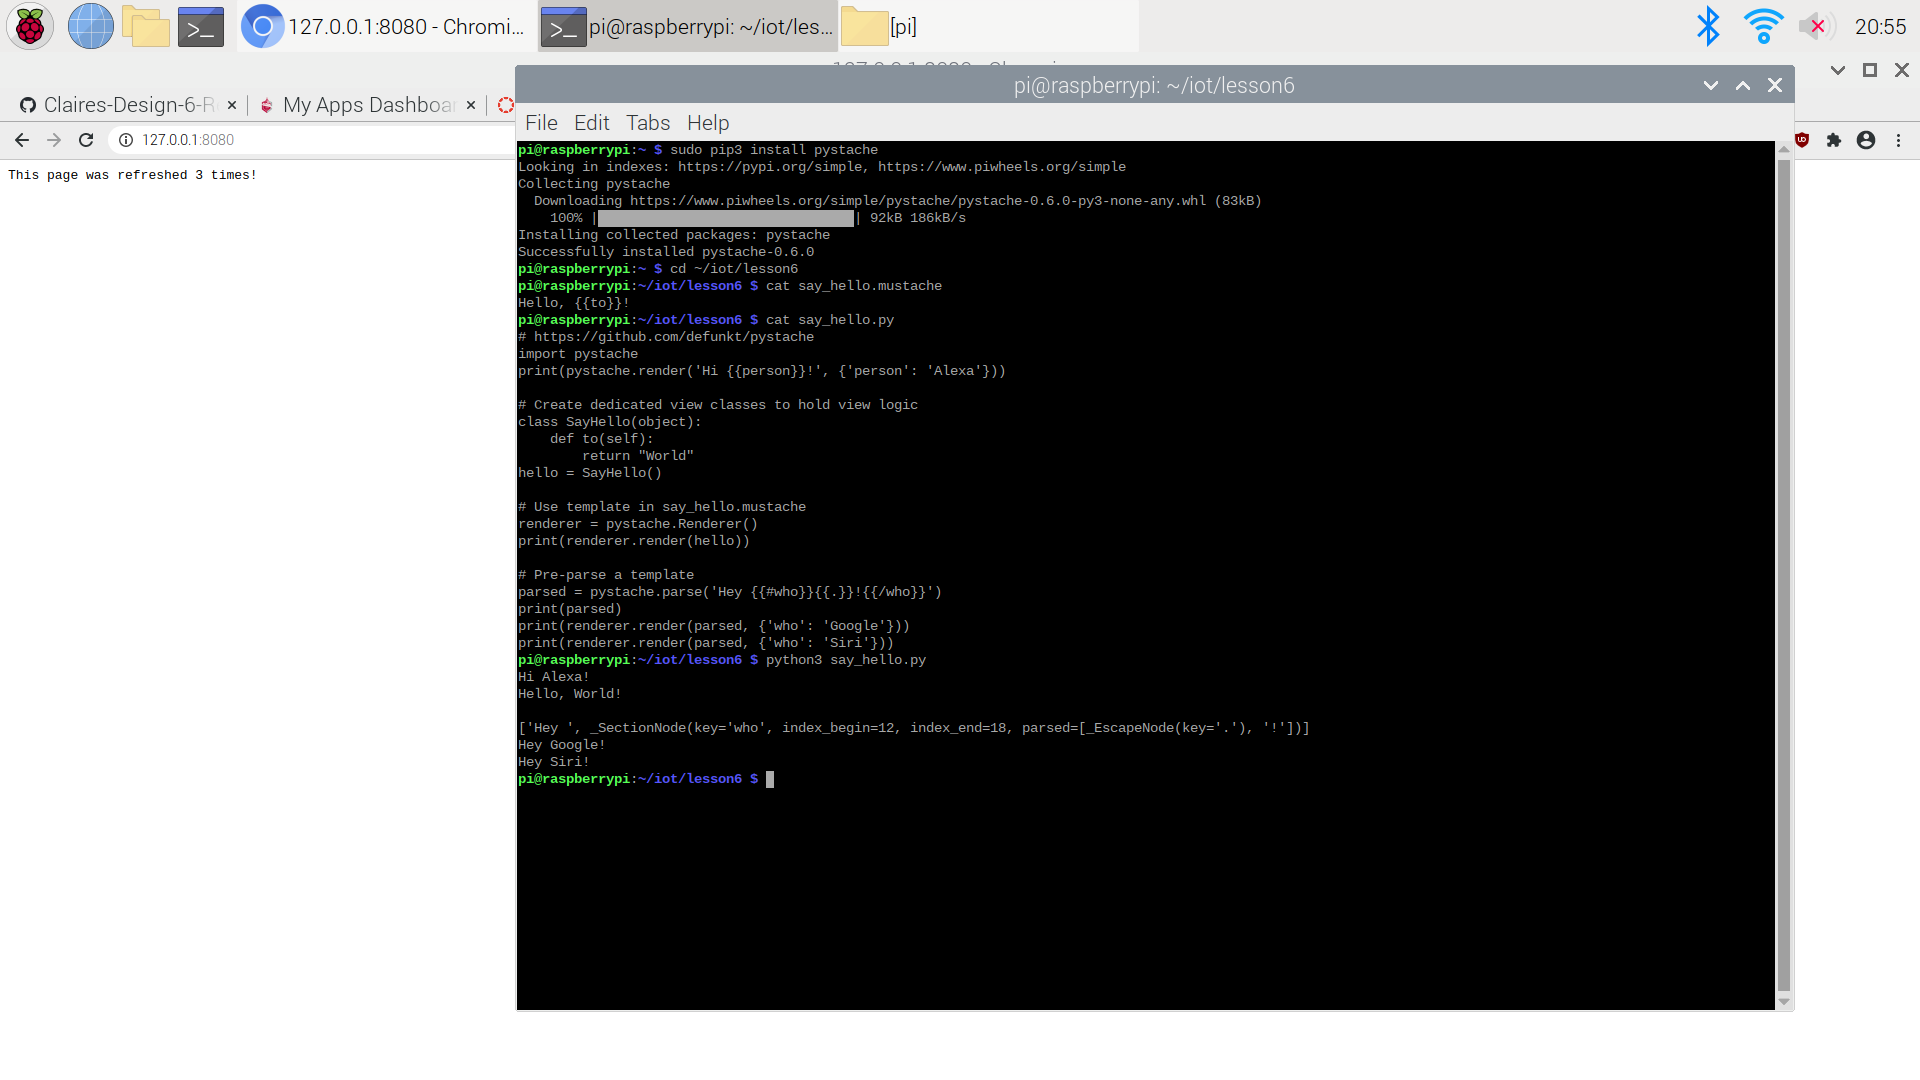 127.0.0.1:8080 - Chromi...
pi@raspberrypi: ~/iot/les...
[pi]
20:55
pi@raspberrypi: ~/iot/lesson6
Claires-Design-6-R
My Apps Dashboar
127.0.0.1:8080
This page was refreshed 3 times!
File Edit Tabs Help
pi@raspberrypi:~ $ sudo pip3 install pystache
Looking in indexes: https://pypi.org/simple, https://www.piwheels.org/simple
Collecting pystache
  Downloading https://www.piwheels.org/simple/pystache/pystache-0.6.0-py3-none-any.whl (83kB)
    100% || 92kB 186kB/s
Installing collected packages: pystache
Successfully installed pystache-0.6.0
pi@raspberrypi:~ $ cd ~/iot/lesson6
pi@raspberrypi:~/iot/lesson6 $ cat say_hello.mustache
Hello, {{to}}!
pi@raspberrypi:~/iot/lesson6 $ cat say_hello.py
# https://github.com/defunkt/pystache
import pystache
print(pystache.render('Hi {{person}}!', {'person': 'Alexa'}))

# Create dedicated view classes to hold view logic
class SayHello(object):
    def to(self):
        return "World"
hello = SayHello()

# Use template in say_hello.mustache
renderer = pystache.Renderer()
print(renderer.render(hello))

# Pre-parse a template
parsed = pystache.parse('Hey {{#who}}{{.}}!{{/who}}')
print(parsed)
print(renderer.render(parsed, {'who': 'Google'}))
print(renderer.render(parsed, {'who': 'Siri'}))
pi@raspberrypi:~/iot/lesson6 $ python3 say_hello.py
Hi Alexa!
Hello, World!

['Hey ', _SectionNode(key='who', index_begin=12, index_end=18, parsed=[_EscapeNode(key='.'), '!'])]
Hey Google!
Hey Siri!
pi@raspberrypi:~/iot/lesson6 $